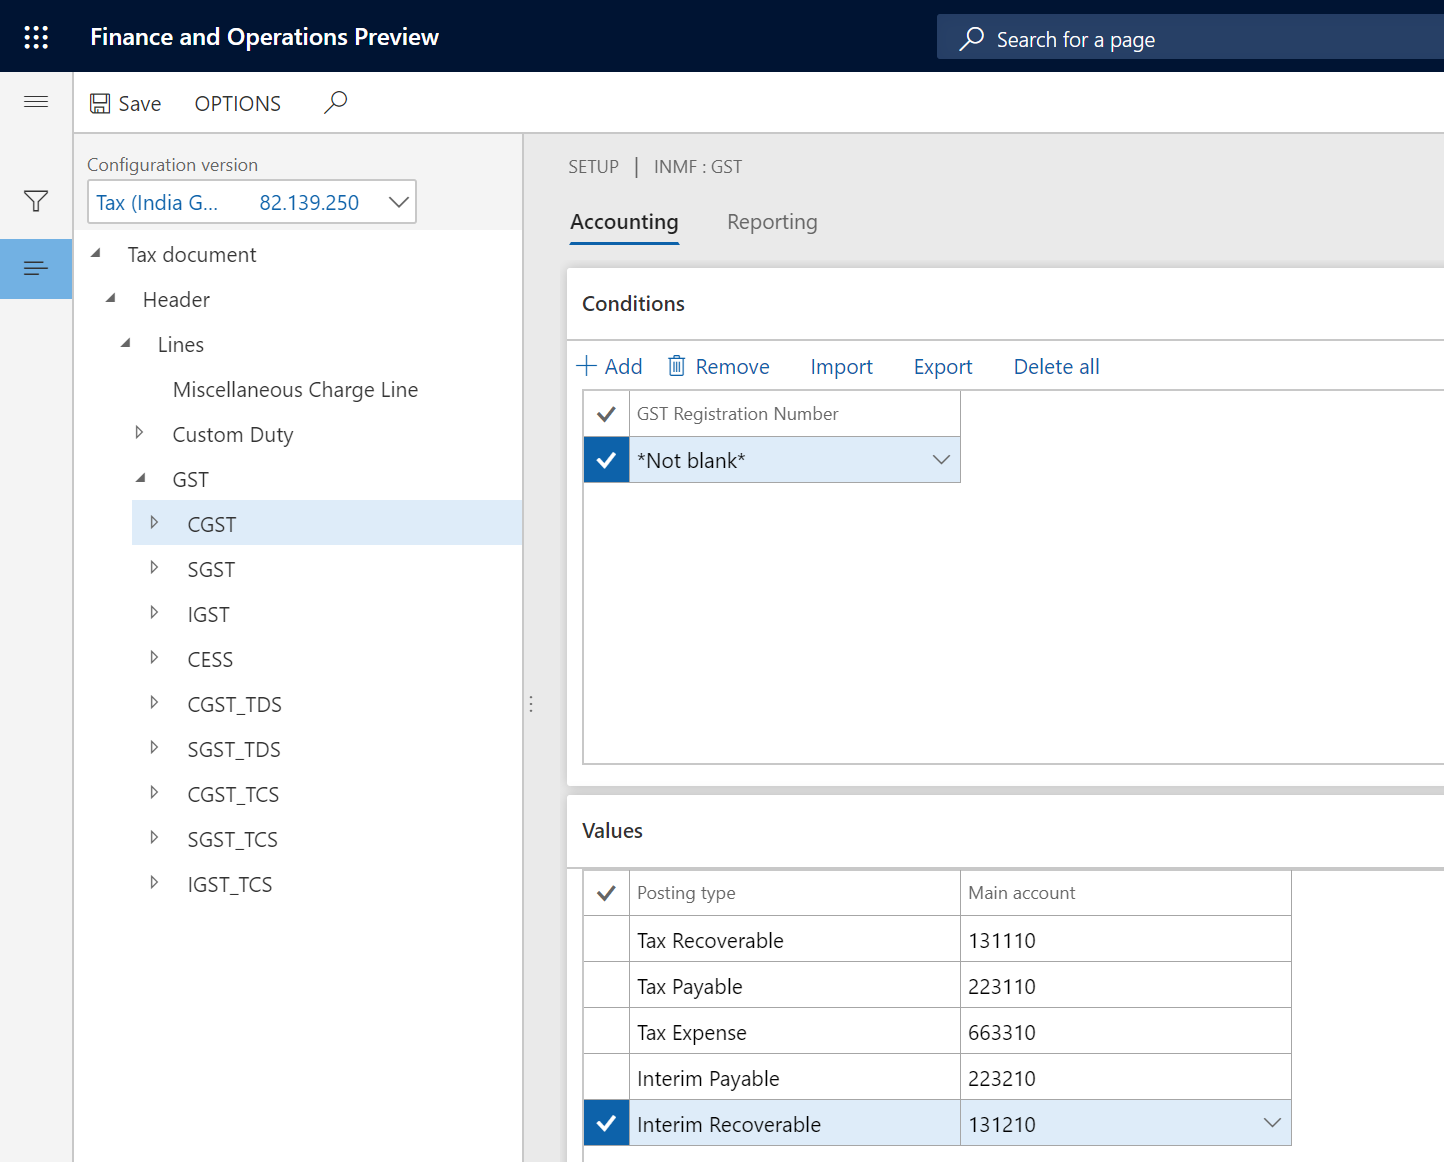 Finance and Operations Preview
Search for a page
Save OPTIONS
Configuration version
Tax (India G... 82.139.250
Tax document
Header
Lines
Miscellaneous Charge Line
Custom Duty
GST
CGST
SGST
IGST
CESS
CGST_TDS
SGST_TDS
CGST_TCS
SGST_TCS
IGST_TCS
SETUP | INMF : GST
Accounting Reporting
Conditions
Add Remove Import Export Delete all
GST Registration Number
*Not blank*
Values
Posting type Main account
Tax Recoverable 131110
Tax Payable 223110
Tax Expense 663310
Interim Payable 223210
Interim Recoverable 131210